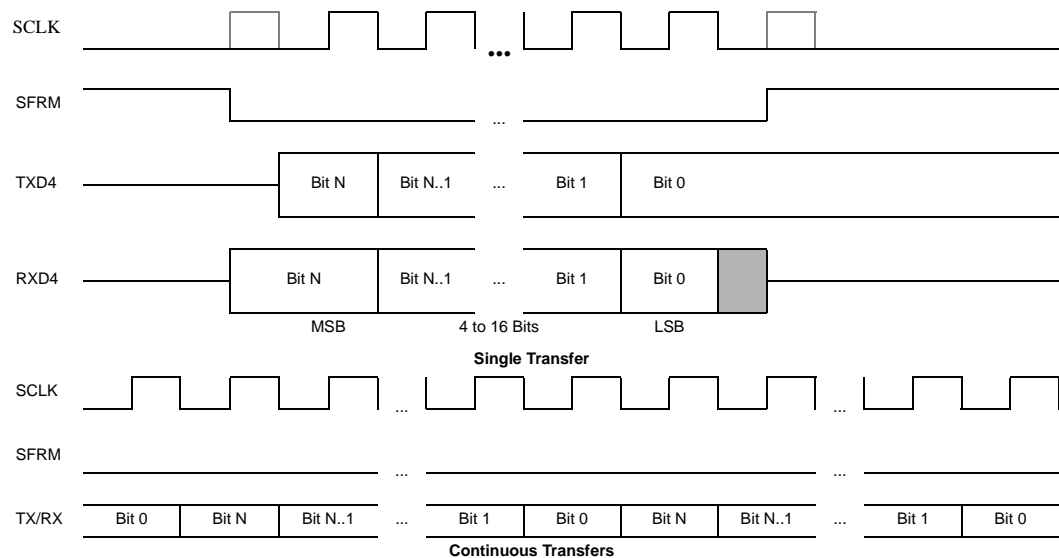 SCLK
...
SFRM
...
TXD4 Bit N Bit N..1 ... Bit 1 Bit 0
RXD4 Bit N Bit N..1 ... Bit 1 Bit 0
MSB 4 to 16 Bits LSB
Single Transfer
SCLK ... ...
SFRM ... ...
TX/RX Bit 0 Bit N Bit N..1 ... Bit 1 Bit 0 Bit N Bit N..1 ... Bit 1 Bit 0
Continuous Transfers